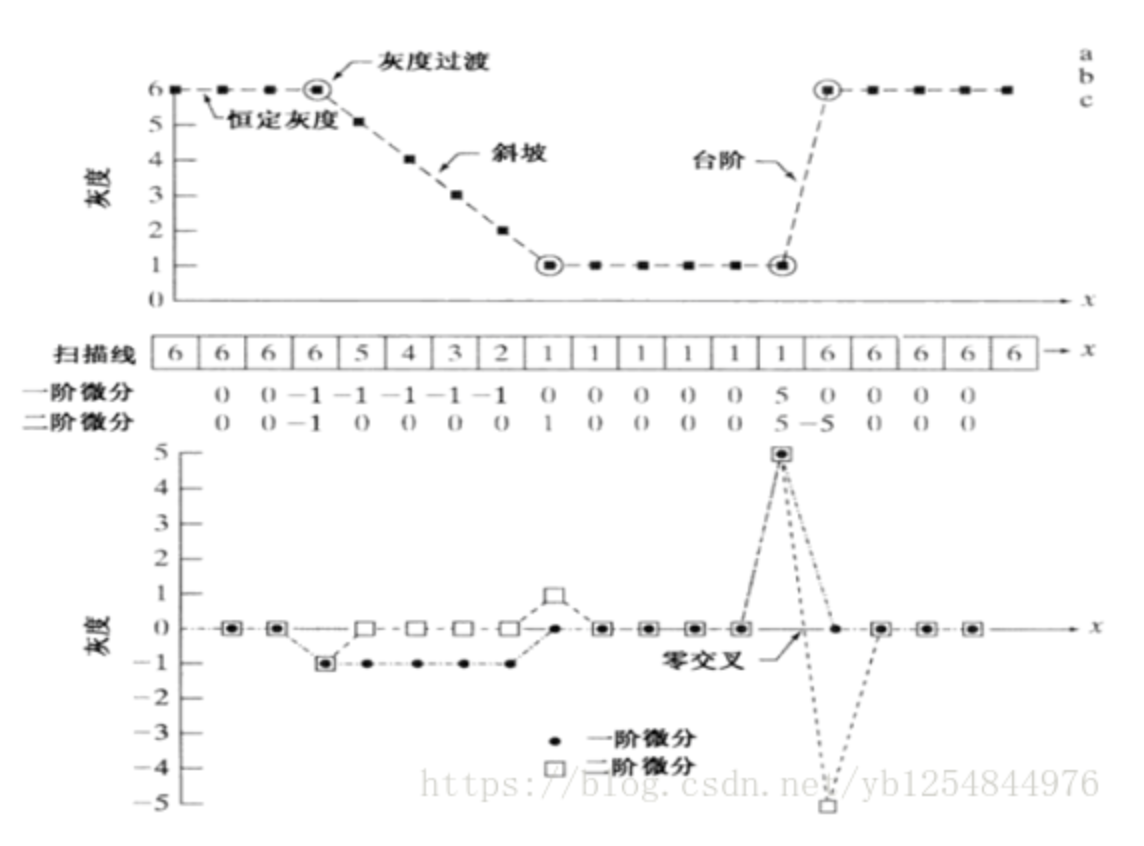 灰度过渡
a
b
c
6
恒定灰度
5
斜坡
台阶
4
灰度
3
2
1
0
x
扫描线 6 6 6 6 5 4 3 2 1 1 1 1 1 1 6 6 6 6 6 x
一阶微分 0 0 -1 -1 -1 -1 -1 0 0 0 0 0 5 0 0 0 0
二阶微分 0 0 -1 0 0 0 0 1 0 0 0 0 5 -5 0 0 0
5
4
3
2
1
0
x
灰度
零交叉
-1
-2
-3
一阶微分
-4
二阶微分
-5
https://blog.csdn.net/yb1254844976